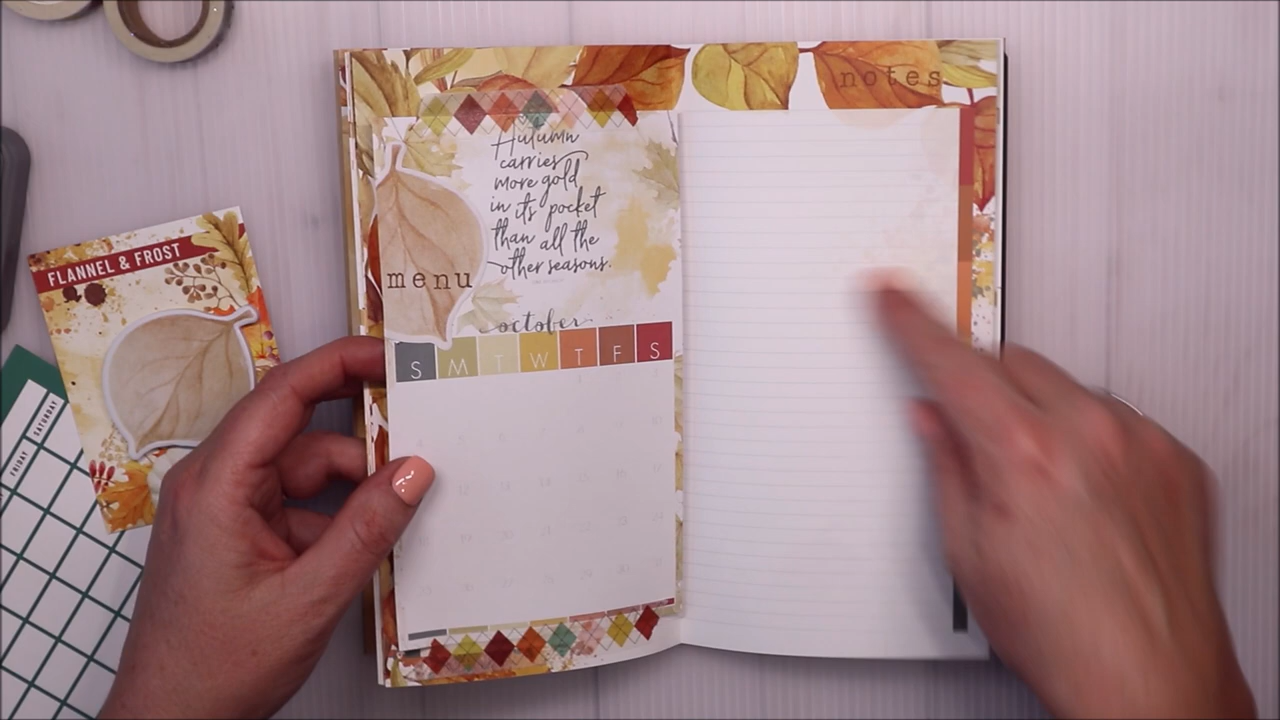 notes
Autumn
carries
more gold
in its pocket
than all the
other seasons.
menu
october
S M T W T F S
FLANNEL & FROST
FRIDAY SATURDAY